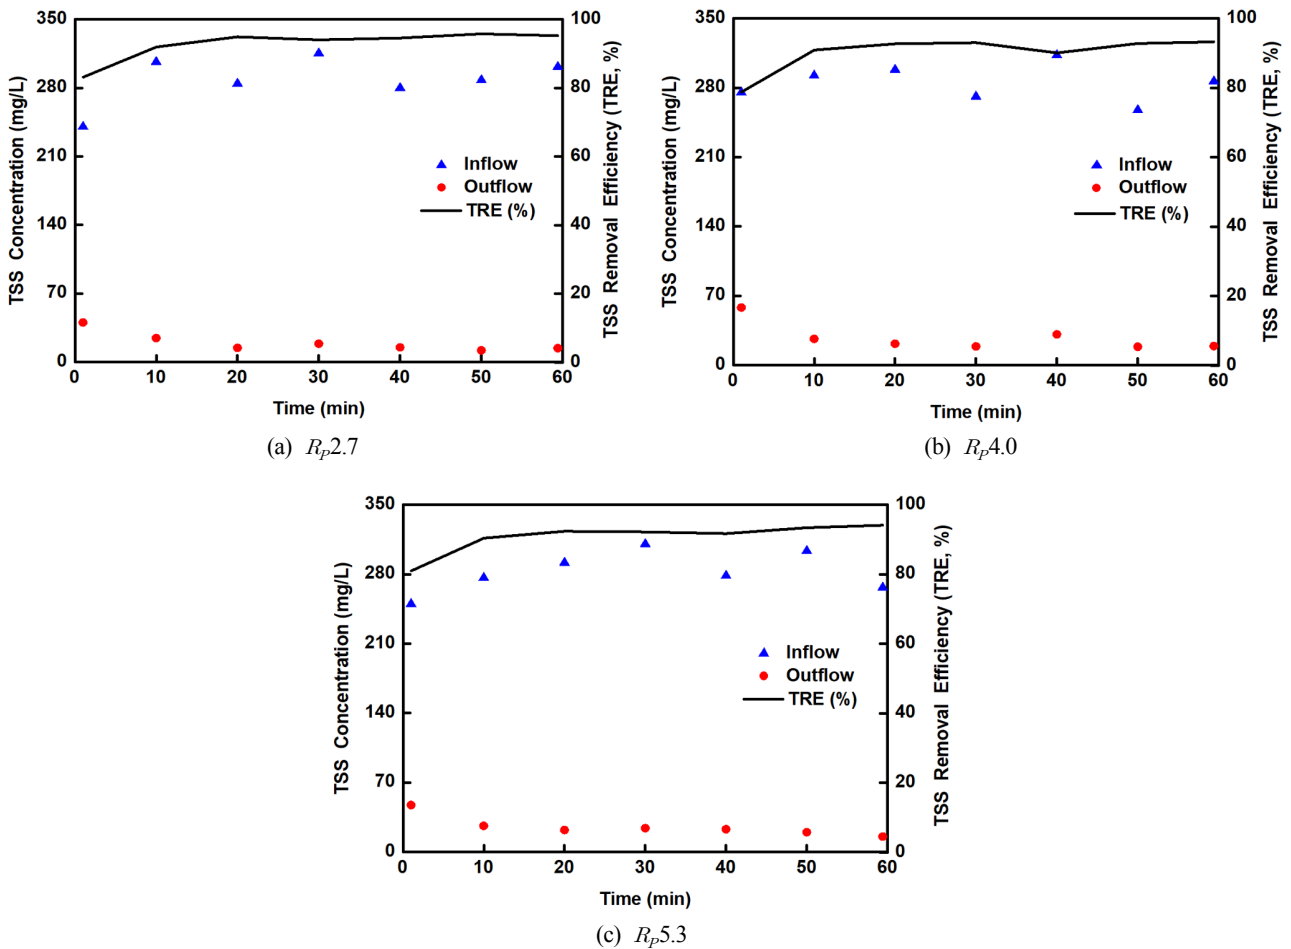 350
280
210
140
70
0
TSS Concentration (mg/L)
100
80
60
40
20
0
TSS Removal Efficiency (TRE, %)
Inflow
Outflow
TRE (%)
0 10 20 30 40 50 60
Time (min)
(a) RP2.7
350
280
210
140
70
0
TSS Concentration (mg/L)
100
80
60
40
20
0
TSS Removal Efficiency (TRE, %)
Inflow
Outflow
TRE (%)
0 10 20 30 40 50 60
Time (min)
(b) RP4.0
350
280
210
140
70
0
TSS Concentration (mg/L)
100
80
60
40
20
0
TSS Removal Efficiency (TRE, %)
Inflow
Outflow
TRE (%)
0 10 20 30 40 50 60
Time (min)
(c) RP5.3